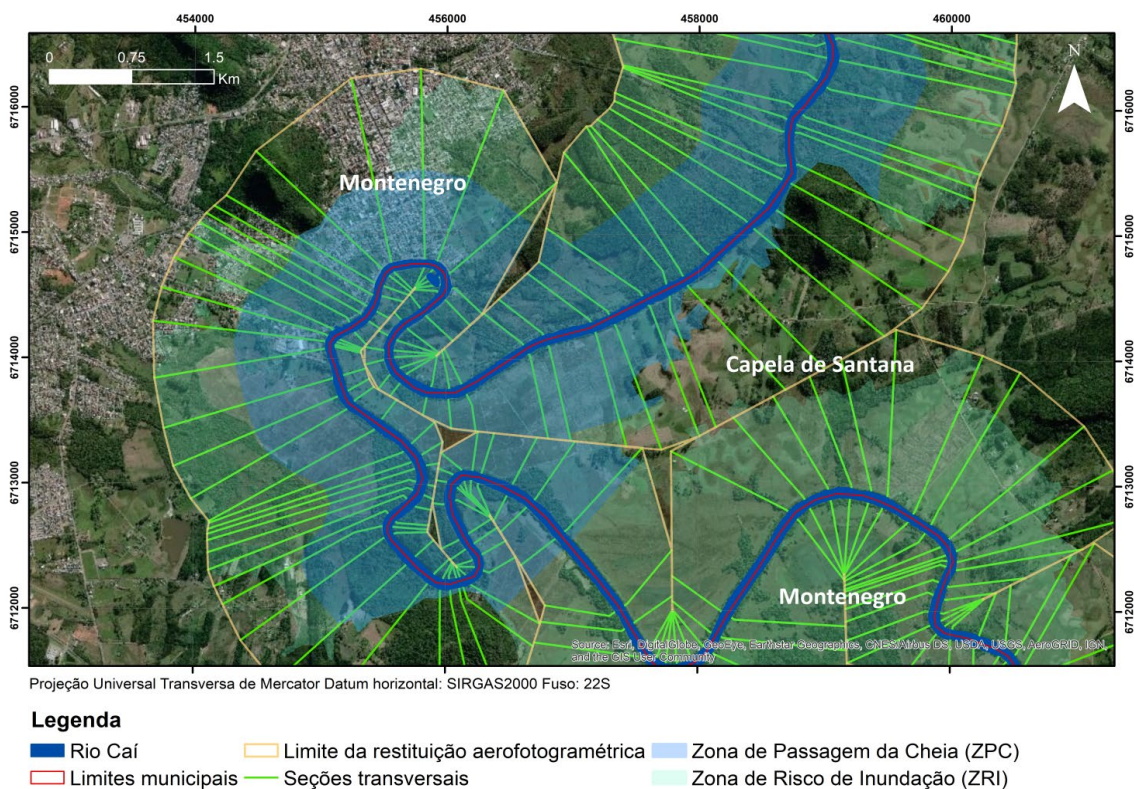 454000 456000 458000 460000
0 0.75 1.5
Km
N
6716000 6716000
Montenegro
6715000 6715000
6714000 6714000
Capela de Santana
6713000 6713000
6712000 6712000
Montenegro
Source: Esri, DigitalGlobe, GeoEye, Earthstar Geographics, CNES/Airbus DS, USDA, USGS, AeroGRID, IGN,
and the GIS User Community
Projeção Universal Transversa de Mercator Datum horizontal: SIRGAS2000 Fuso: 22S
Legenda
Rio Caí Limite da restituição aerofotogramétrica Zona de Passagem da Cheia (ZPC)
Limites municipais Seções transversais Zona de Risco de Inundação (ZRI)